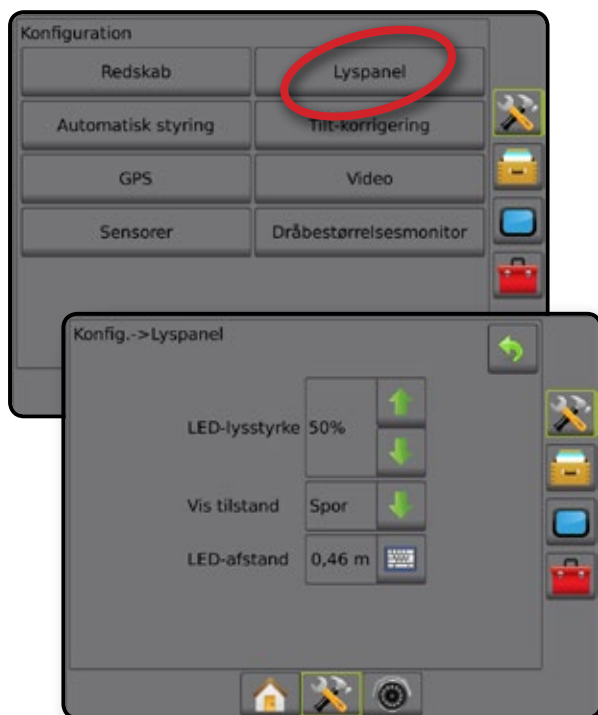 Konfiguration
Redskab
Lyspanel
Automatisk styring
Tilt-korrigering
GPS
Video
Sensorer
Dråbestørrelsesmonitor
Konfig.->Lyspanel
LED-lysstyrke 50%
Vis tilstand Spor
LED-afstand 0,46 m